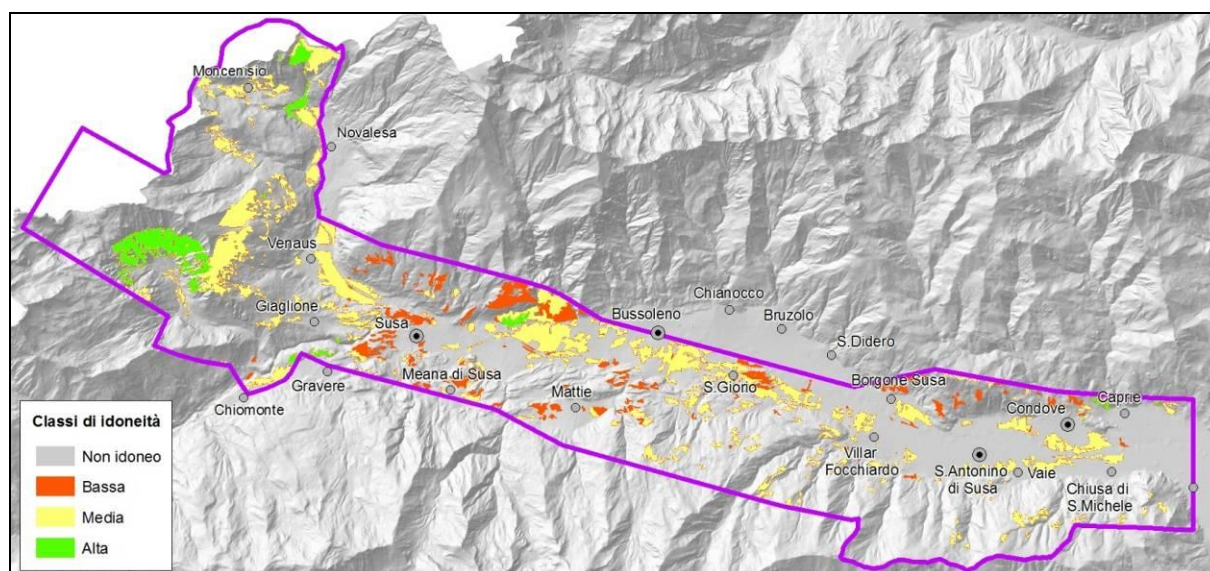 Moncenisio
Novalesa
Venaus
Giaglione
Susa
Gravere
Chiomonte
Meana di Susa
Mattie
Bussoleno
Chianocco
Bruzolo
S.Didero
S.Giorio
Borgone Susa
Villar
Focchiardo
Condove
Caprie
S.Antonino
di Susa
Vaie
Chiusa di
S.Michele
Classi di idoneità
Non idoneo
Bassa
Media
Alta